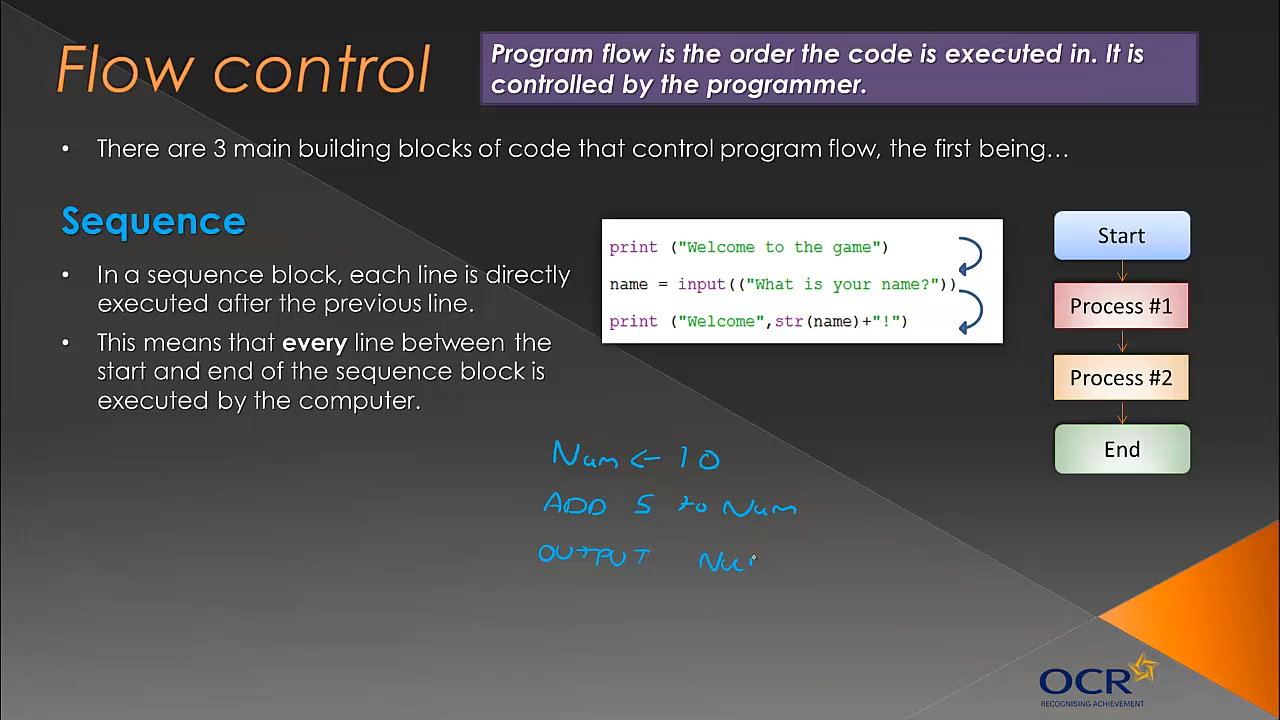 Flow control
Program flow is the order the code is executed in. It is
controlled by the programmer.
• There are 3 main building blocks of code that control program flow, the first being…
Sequence
• In a sequence block, each line is directly
executed after the previous line.
• This means that every line between the
start and end of the sequence block is
executed by the computer.
print ("Welcome to the game")
name = input(("What is your name?"))
print ("Welcome",str(name)+"!")
Start
Process #1
Process #2
End
Num ← 10
ADD 5 to Num
OUTPUT
OCR
RECOGNISING ACHIEVEMENT